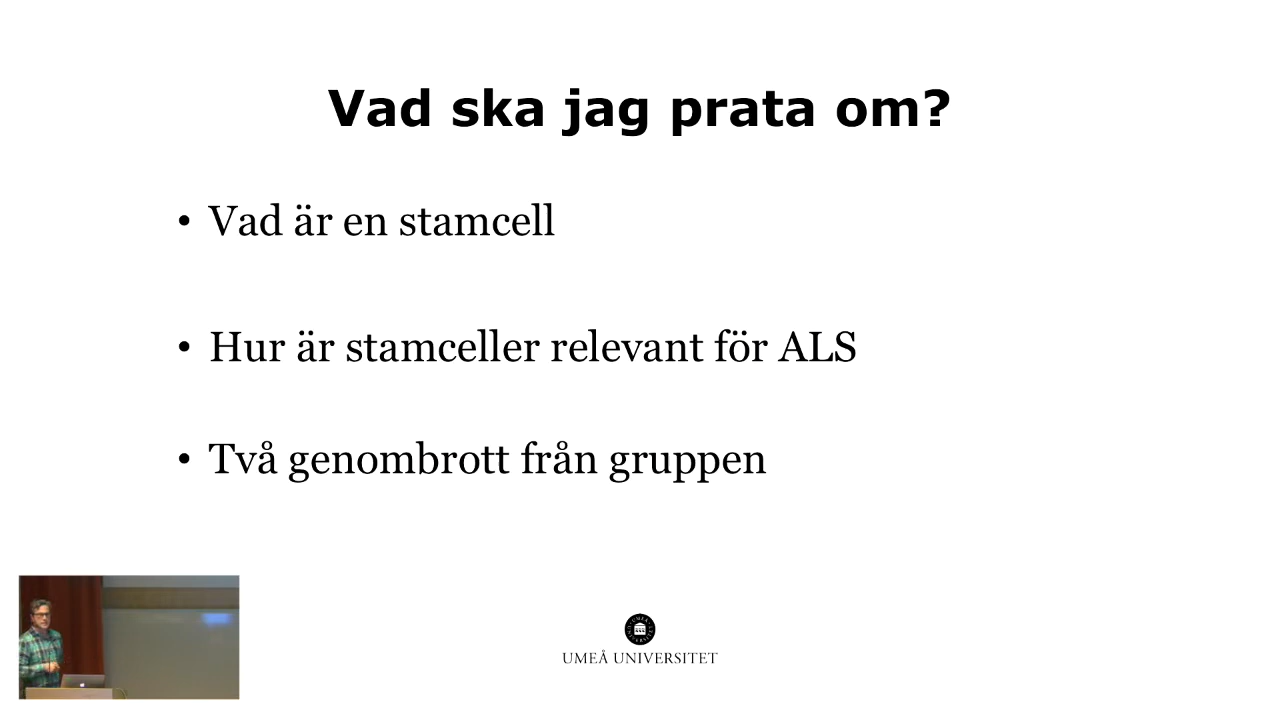 Vad ska jag prata om?
• Vad är en stamcell
• Hur är stamceller relevant för ALS
• Två genombrott från gruppen
UMEÅ UNIVERSITET